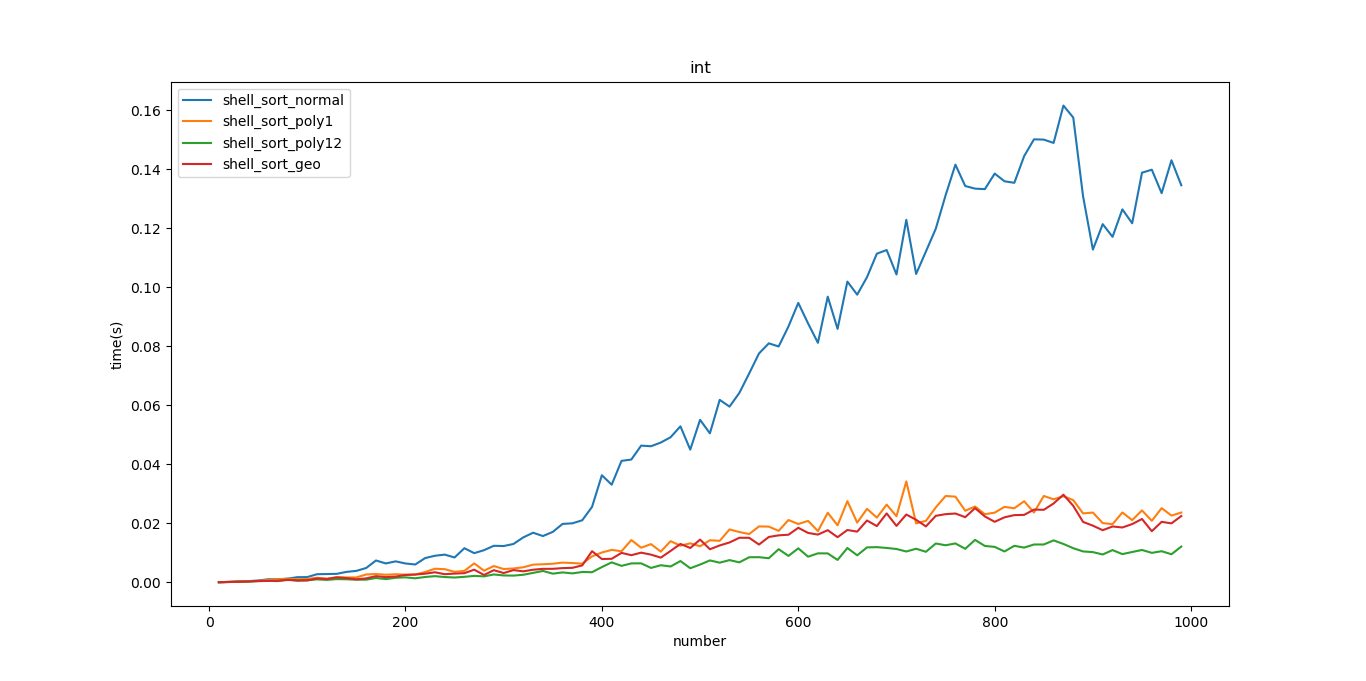 int
shell_sort_normal
shell_sort_poly1
shell_sort_poly12
shell_sort_geo
time(s)
0.16
0.14
0.12
0.10
0.08
0.06
0.04
0.02
0.00
0
200
400
600
800
1000
number